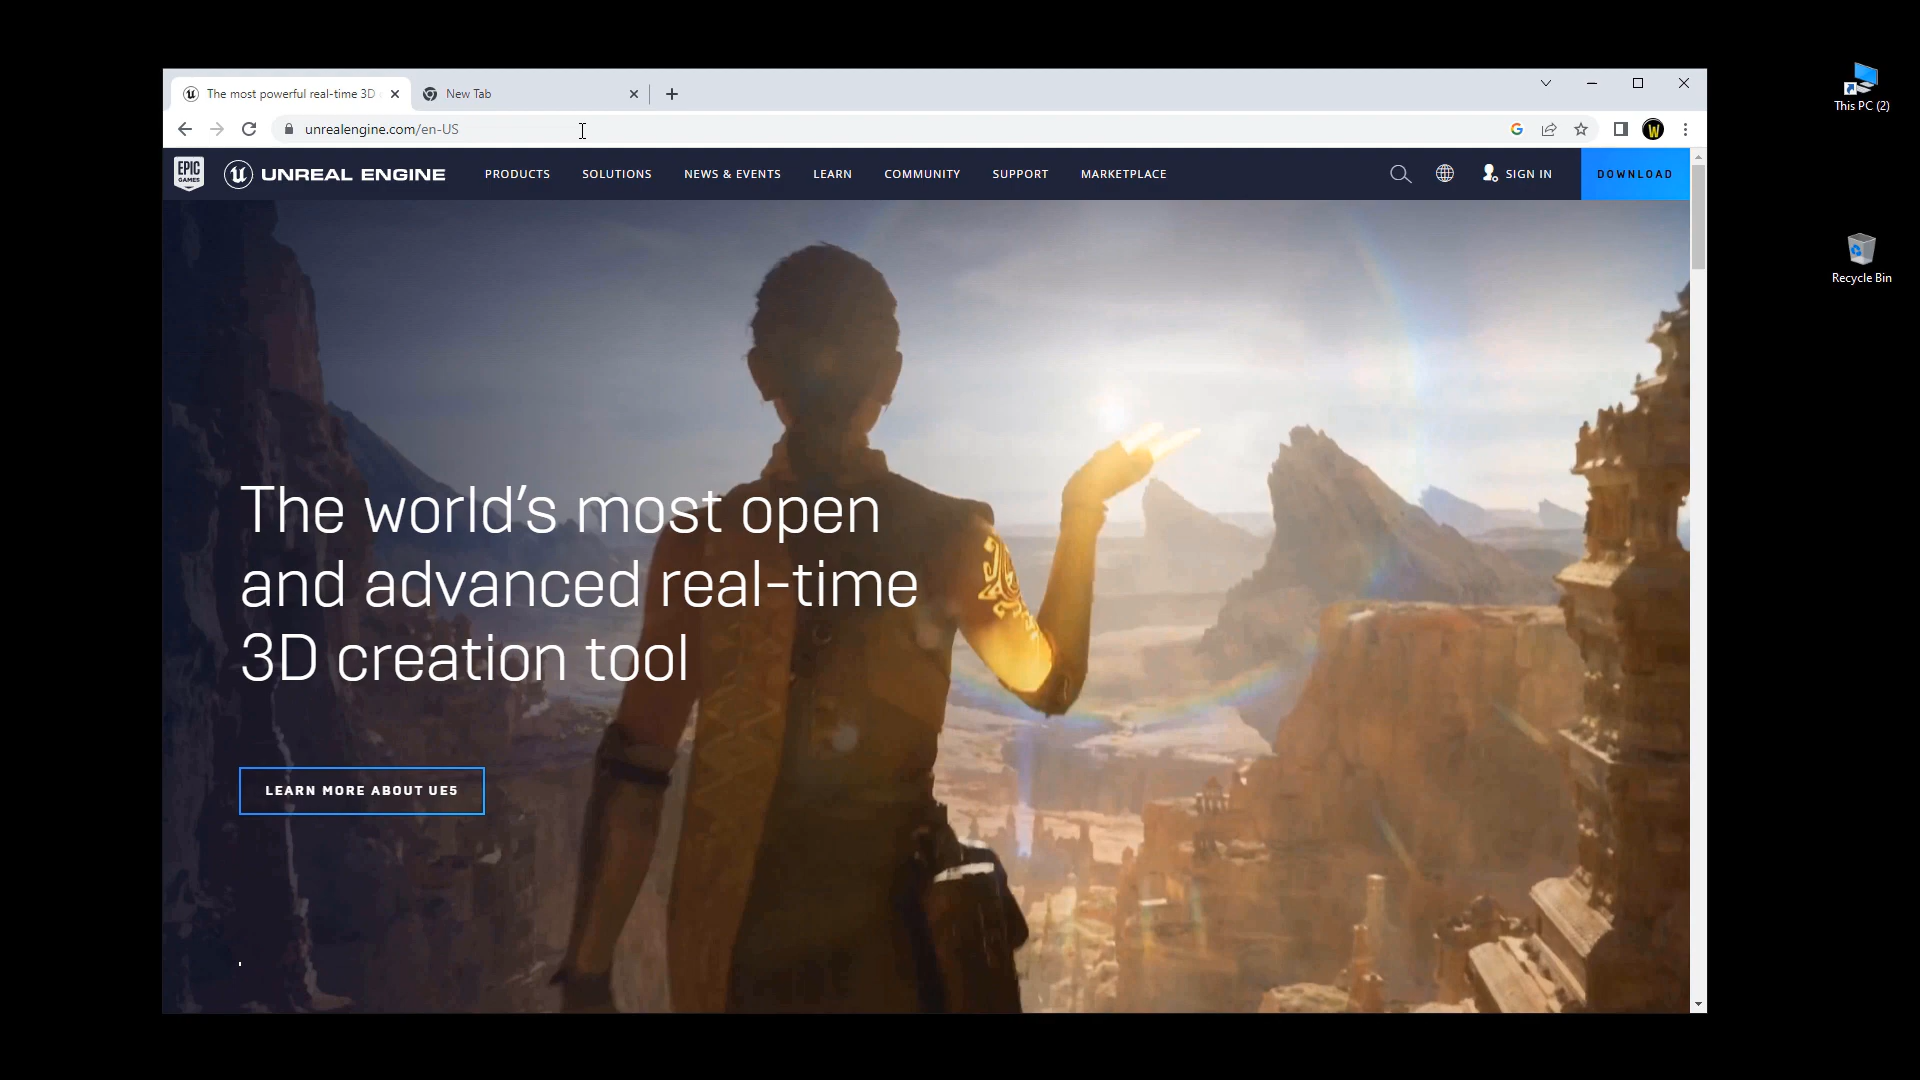 The most powerful real-time 3D
New Tab
unrealengine.com/en-US
EPIC GAMES
UNREAL ENGINE
PRODUCTS
SOLUTIONS
NEWS & EVENTS
LEARN
COMMUNITY
SUPPORT
MARKETPLACE
SIGN IN
DOWNLOAD
The world's most open
and advanced real-time
3D creation tool
LEARN MORE ABOUT UE5
This PC (2)
Recycle Bin